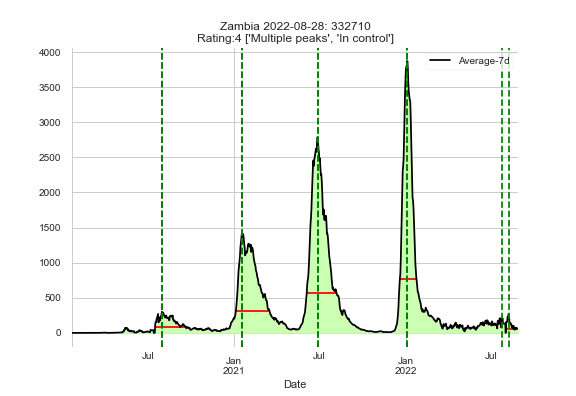 Zambia 2022-08-28: 332710
Rating:4 ['Multiple peaks', 'In control']
Average-7d
4000
3500
3000
2500
2000
1500
1000
500
0
Jul
Jan
2021
Jul
Jan
2022
Jul
Date